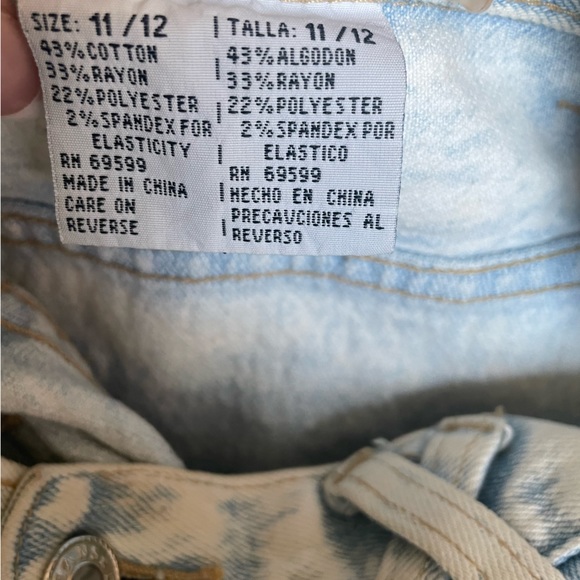 SIZE: 11/12 | TALLA: 11/12
43%COTTON 43%ALGODON
33%RAYON | 33%RAYON
22%POLYESTER 22%POLYESTER
2%SPANDEX FOR | 2%SPANDEX POR
ELASTICITY | ELASTICO
RN 69599 RN 69599
MADE IN CHINA | HECHO EN CHINA
CARE ON PRECAUCIONES AL
REVERSE | REVERSO